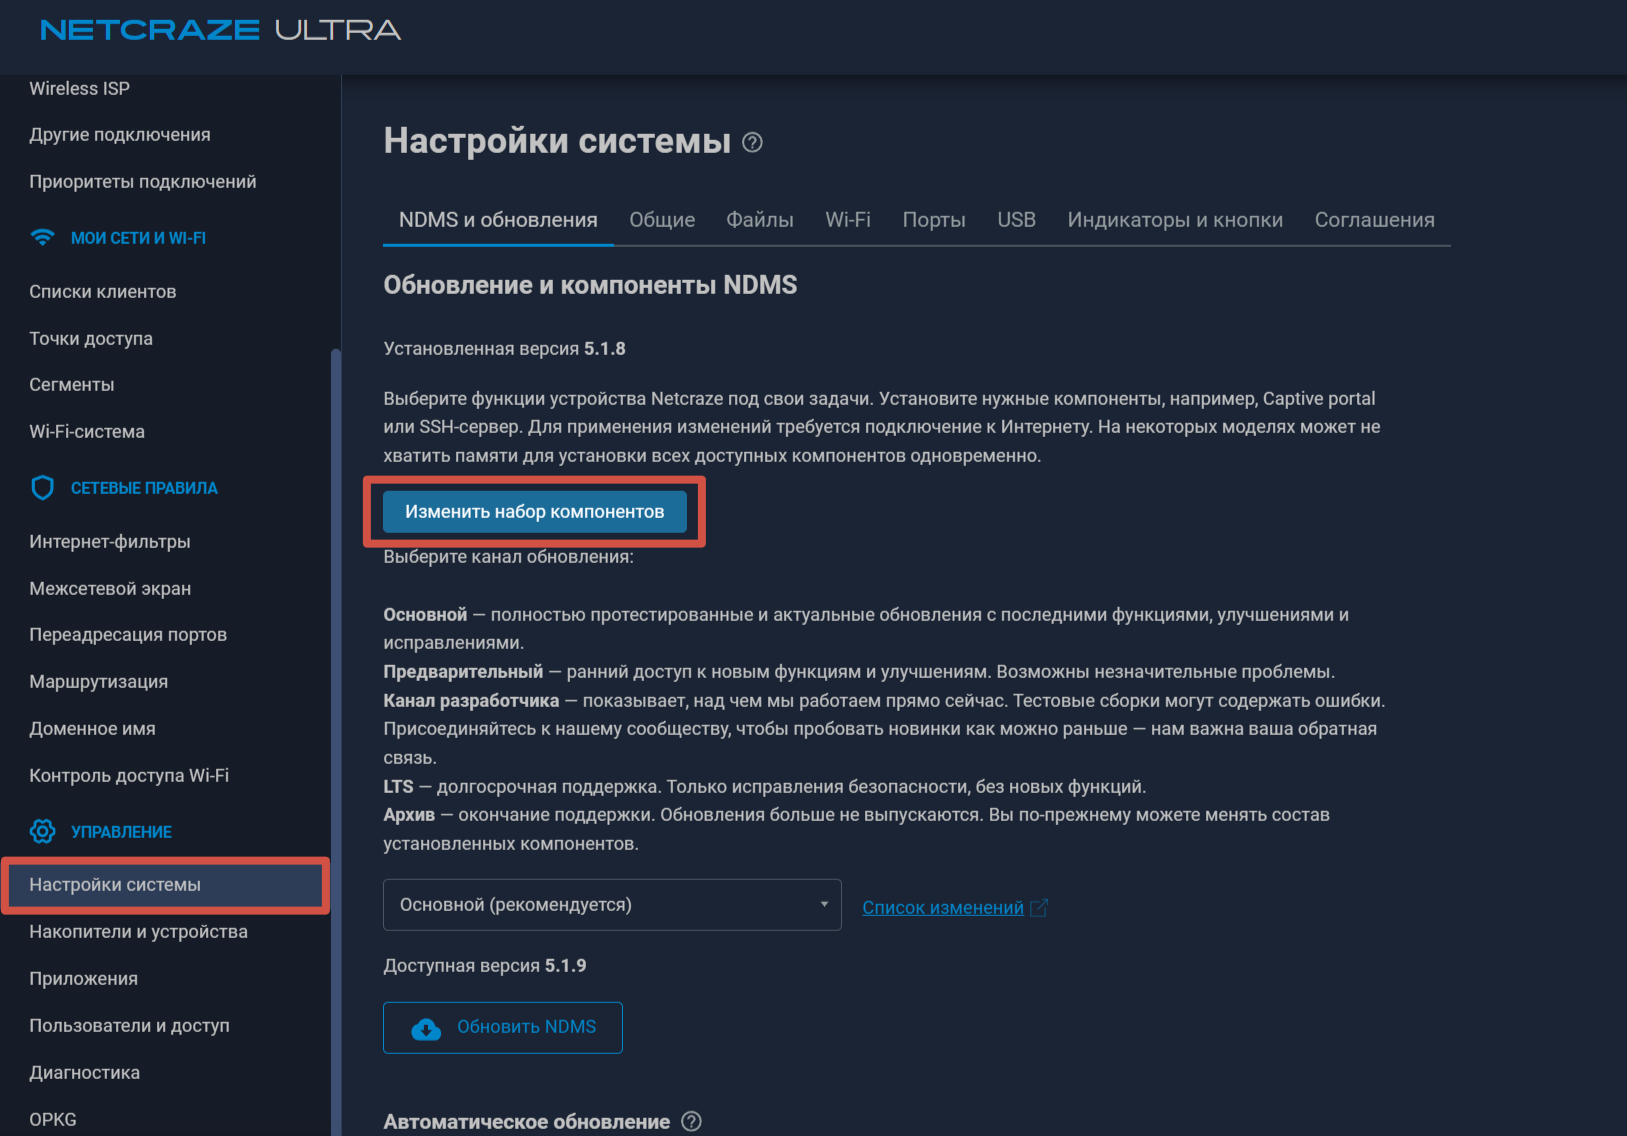 NETCRAZE ULTRA
Wireless ISP
Другие подключения
Приоритеты подключений
МОИ СЕТИ И WI-FI
Списки клиентов
Точки доступа
Сегменты
Wi-Fi-система
СЕТЕВЫЕ ПРАВИЛА
Интернет-фильтры
Межсетевой экран
Переадресация портов
Маршрутизация
Доменное имя
Контроль доступа Wi-Fi
УПРАВЛЕНИЕ
Настройки системы
Накопители и устройства
Приложения
Пользователи и доступ
Диагностика
OPKG
Настройки системы ?
NDMS и обновления Общие Файлы Wi-Fi Порты USB Индикаторы и кнопки Соглашения
Обновление и компоненты NDMS
Установленная версия 5.1.8
Выберите функции устройства Netcraze под свои задачи. Установите нужные компоненты, например, Captive portal
или SSH-сервер. Для применения изменений требуется подключение к Интернету. На некоторых моделях может не
хватить памяти для установки всех доступных компонентов одновременно.
Изменить набор компонентов
Выберите канал обновления:
Основной — полностью протестированные и актуальные обновления с последними функциями, улучшениями и
исправлениями.
Предварительный — ранний доступ к новым функциям и улучшениям. Возможны незначительные проблемы.
Канал разработчика — показывает, над чем мы работаем прямо сейчас. Тестовые сборки могут содержать ошибки.
Присоединяйтесь к нашему сообществу, чтобы пробовать новинки как можно раньше — нам важна ваша обратная
связь.
LTS — долгосрочная поддержка. Только исправления безопасности, без новых функций.
Архив — окончание поддержки. Обновления больше не выпускаются. Вы по-прежнему можете менять состав
установленных компонентов.
Основной (рекомендуется)
Список изменений
Доступная версия 5.1.9
Обновить NDMS
Автоматическое обновление ?